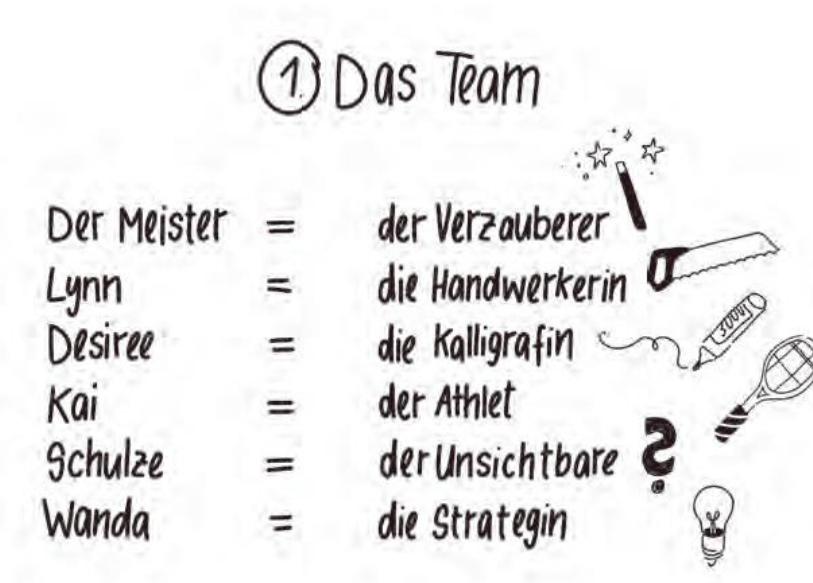 1. Das Team
Der Meister = der Verzauberer
Lynn = die Handwerkerin
Desiree = die Kalligrafin
Kai = der Athlet
Schulze = der Unsichtbare ?
Wanda = die Strategin